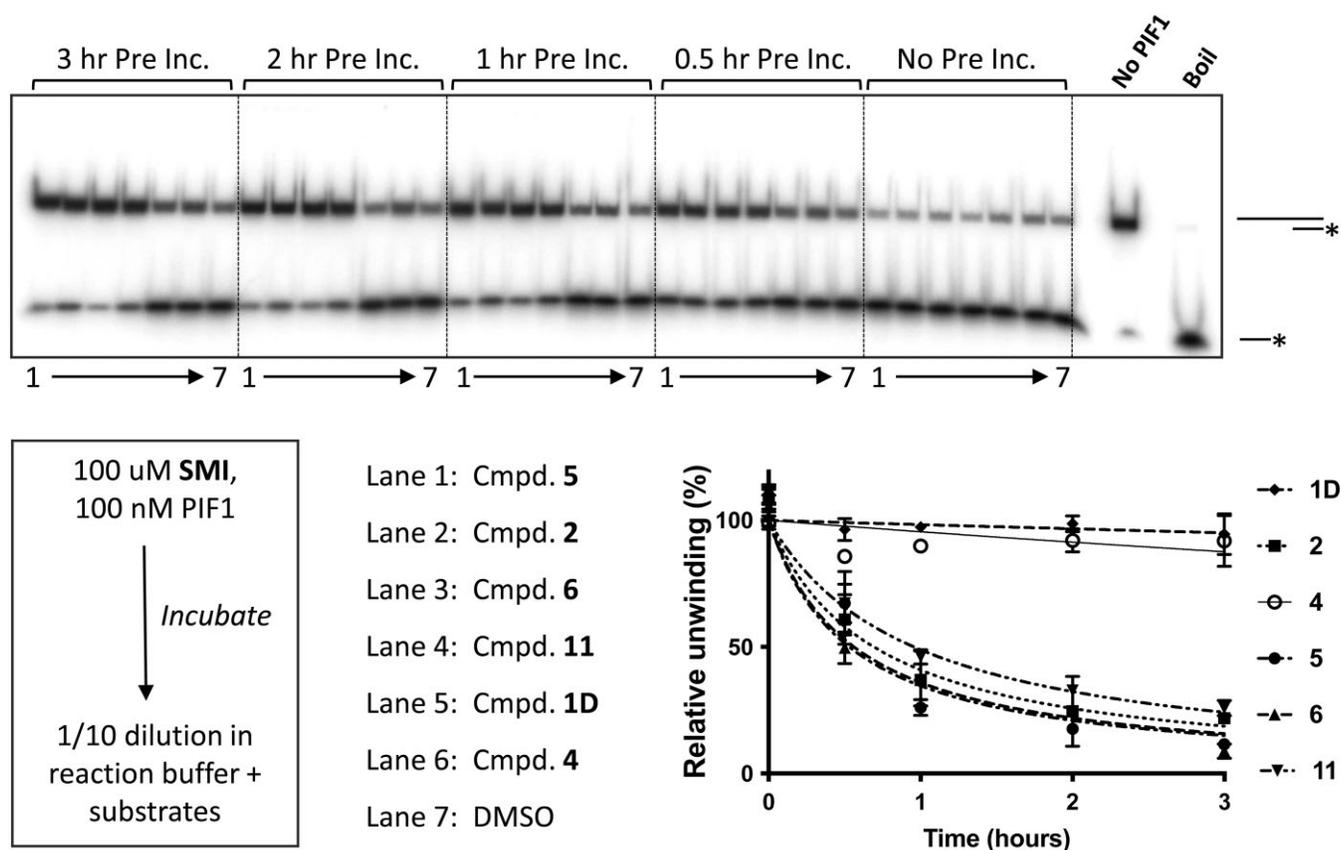 3 hr Pre Inc.
2 hr Pre Inc.
1 hr Pre Inc.
0.5 hr Pre Inc.
No Pre Inc.
No PIF1
Boil
*
*
1 7
1 7
1 7
1 7
1 7
100 uM SMI,
100 nM PIF1
Incubate
1/10 dilution in
reaction buffer +
substrates
Lane 1: Cmpd. 5
Lane 2: Cmpd. 2
Lane 3: Cmpd. 6
Lane 4: Cmpd. 11
Lane 5: Cmpd. 1D
Lane 6: Cmpd. 4
Lane 7: DMSO
Relative unwinding (%)
100
50
0
0
1
2
3
Time (hours)
1D
2
4
5
6
11